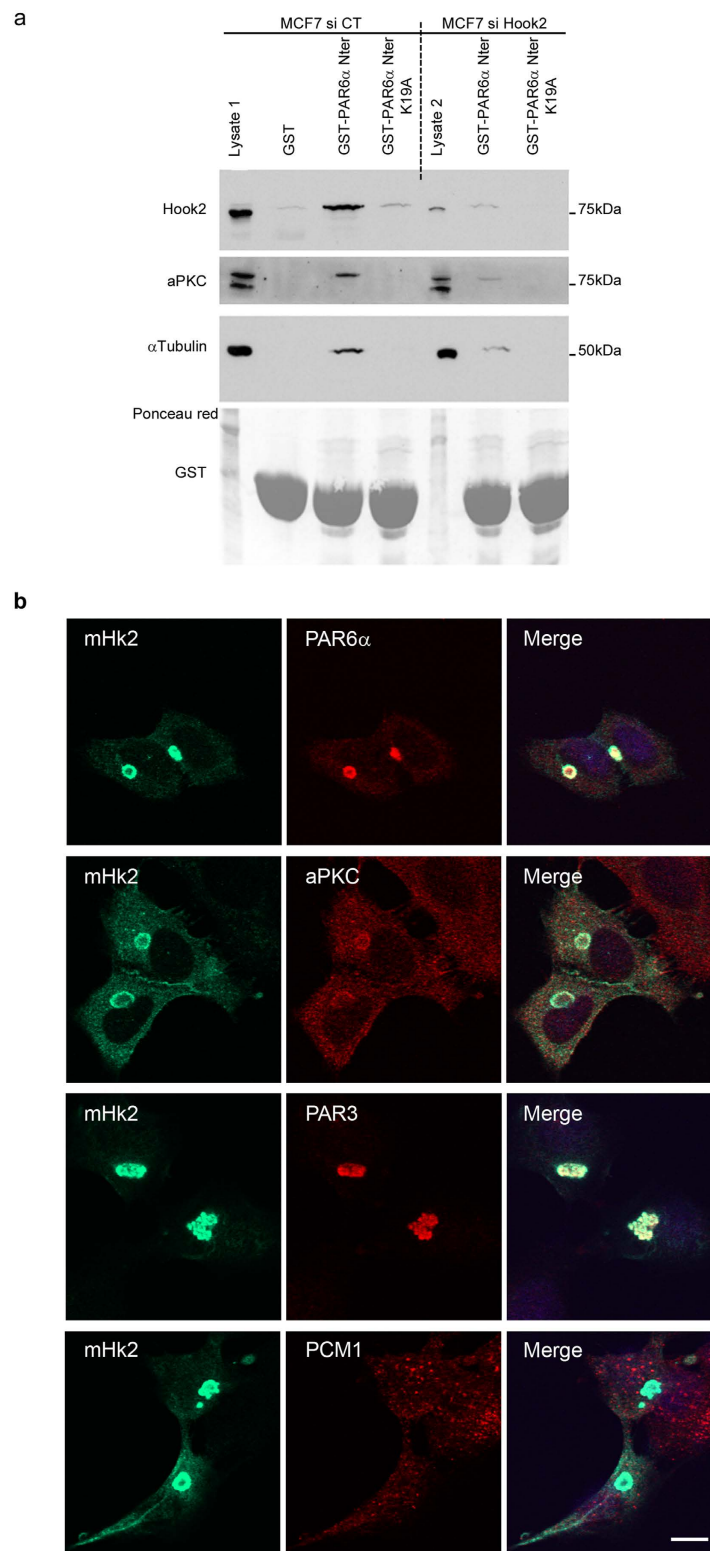 a
MCF7 si CT
MCF7 si Hook2
Lysate 1
GST
GST-PAR6α Nter
GST-PAR6α Nter
K19A
Lysate 2
GST-PAR6α Nter
GST-PAR6α Nter
K19A
Hook2
75kDa
aPKC
75kDa
αTubulin
50kDa
Ponceau red
GST
b
mHk2
PAR6α
Merge
mHk2
aPKC
Merge
mHk2
PAR3
Merge
mHk2
PCM1
Merge